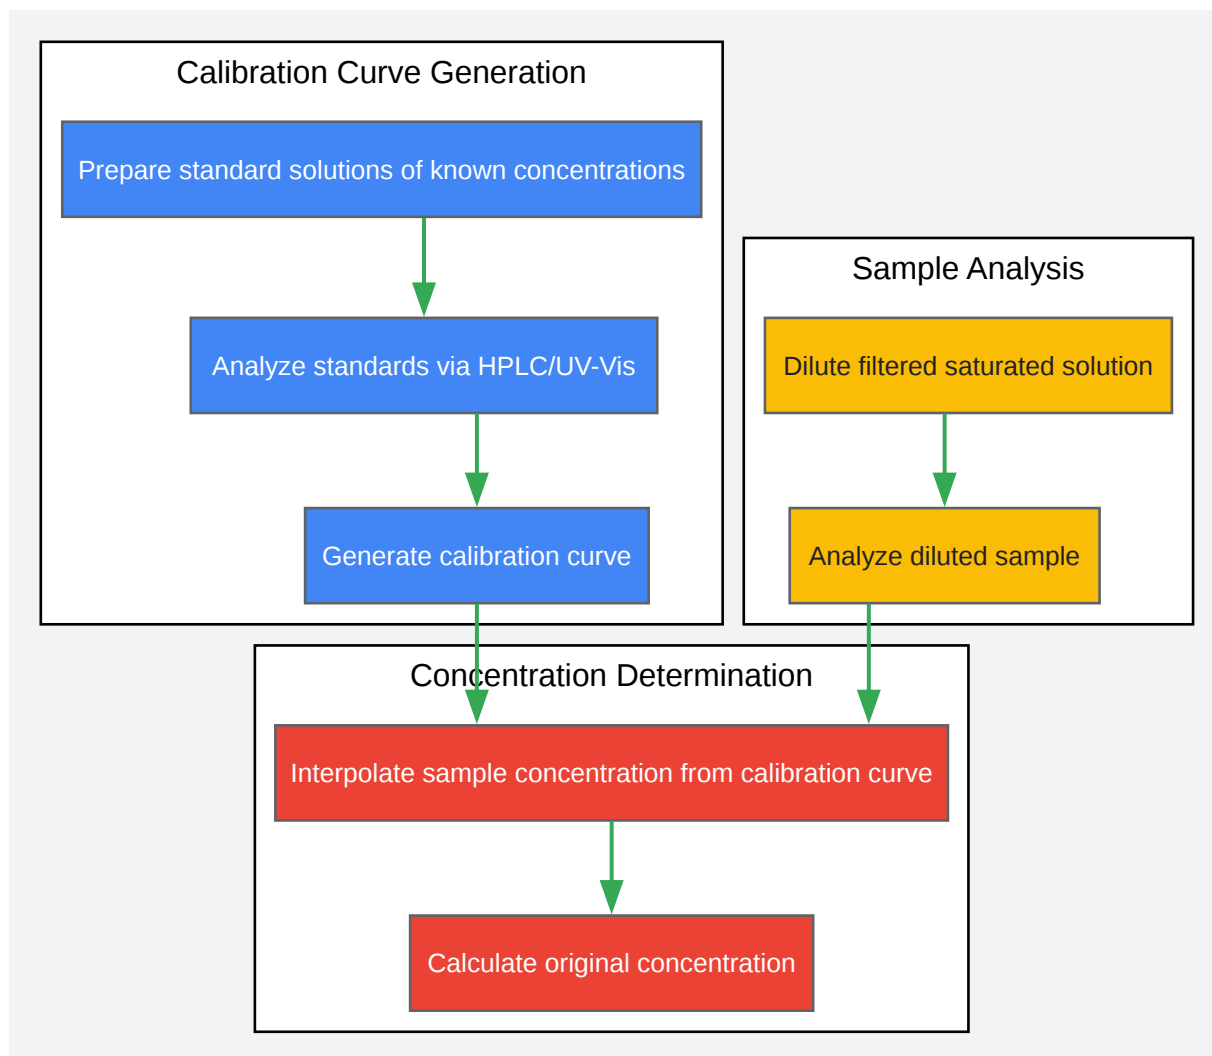 Calibration Curve Generation
Prepare standard solutions of known concentrations
Analyze standards via HPLC/UV-Vis
Generate calibration curve
Sample Analysis
Dilute filtered saturated solution
Analyze diluted sample
Concentration Determination
Interpolate sample concentration from calibration curve
Calculate original concentration